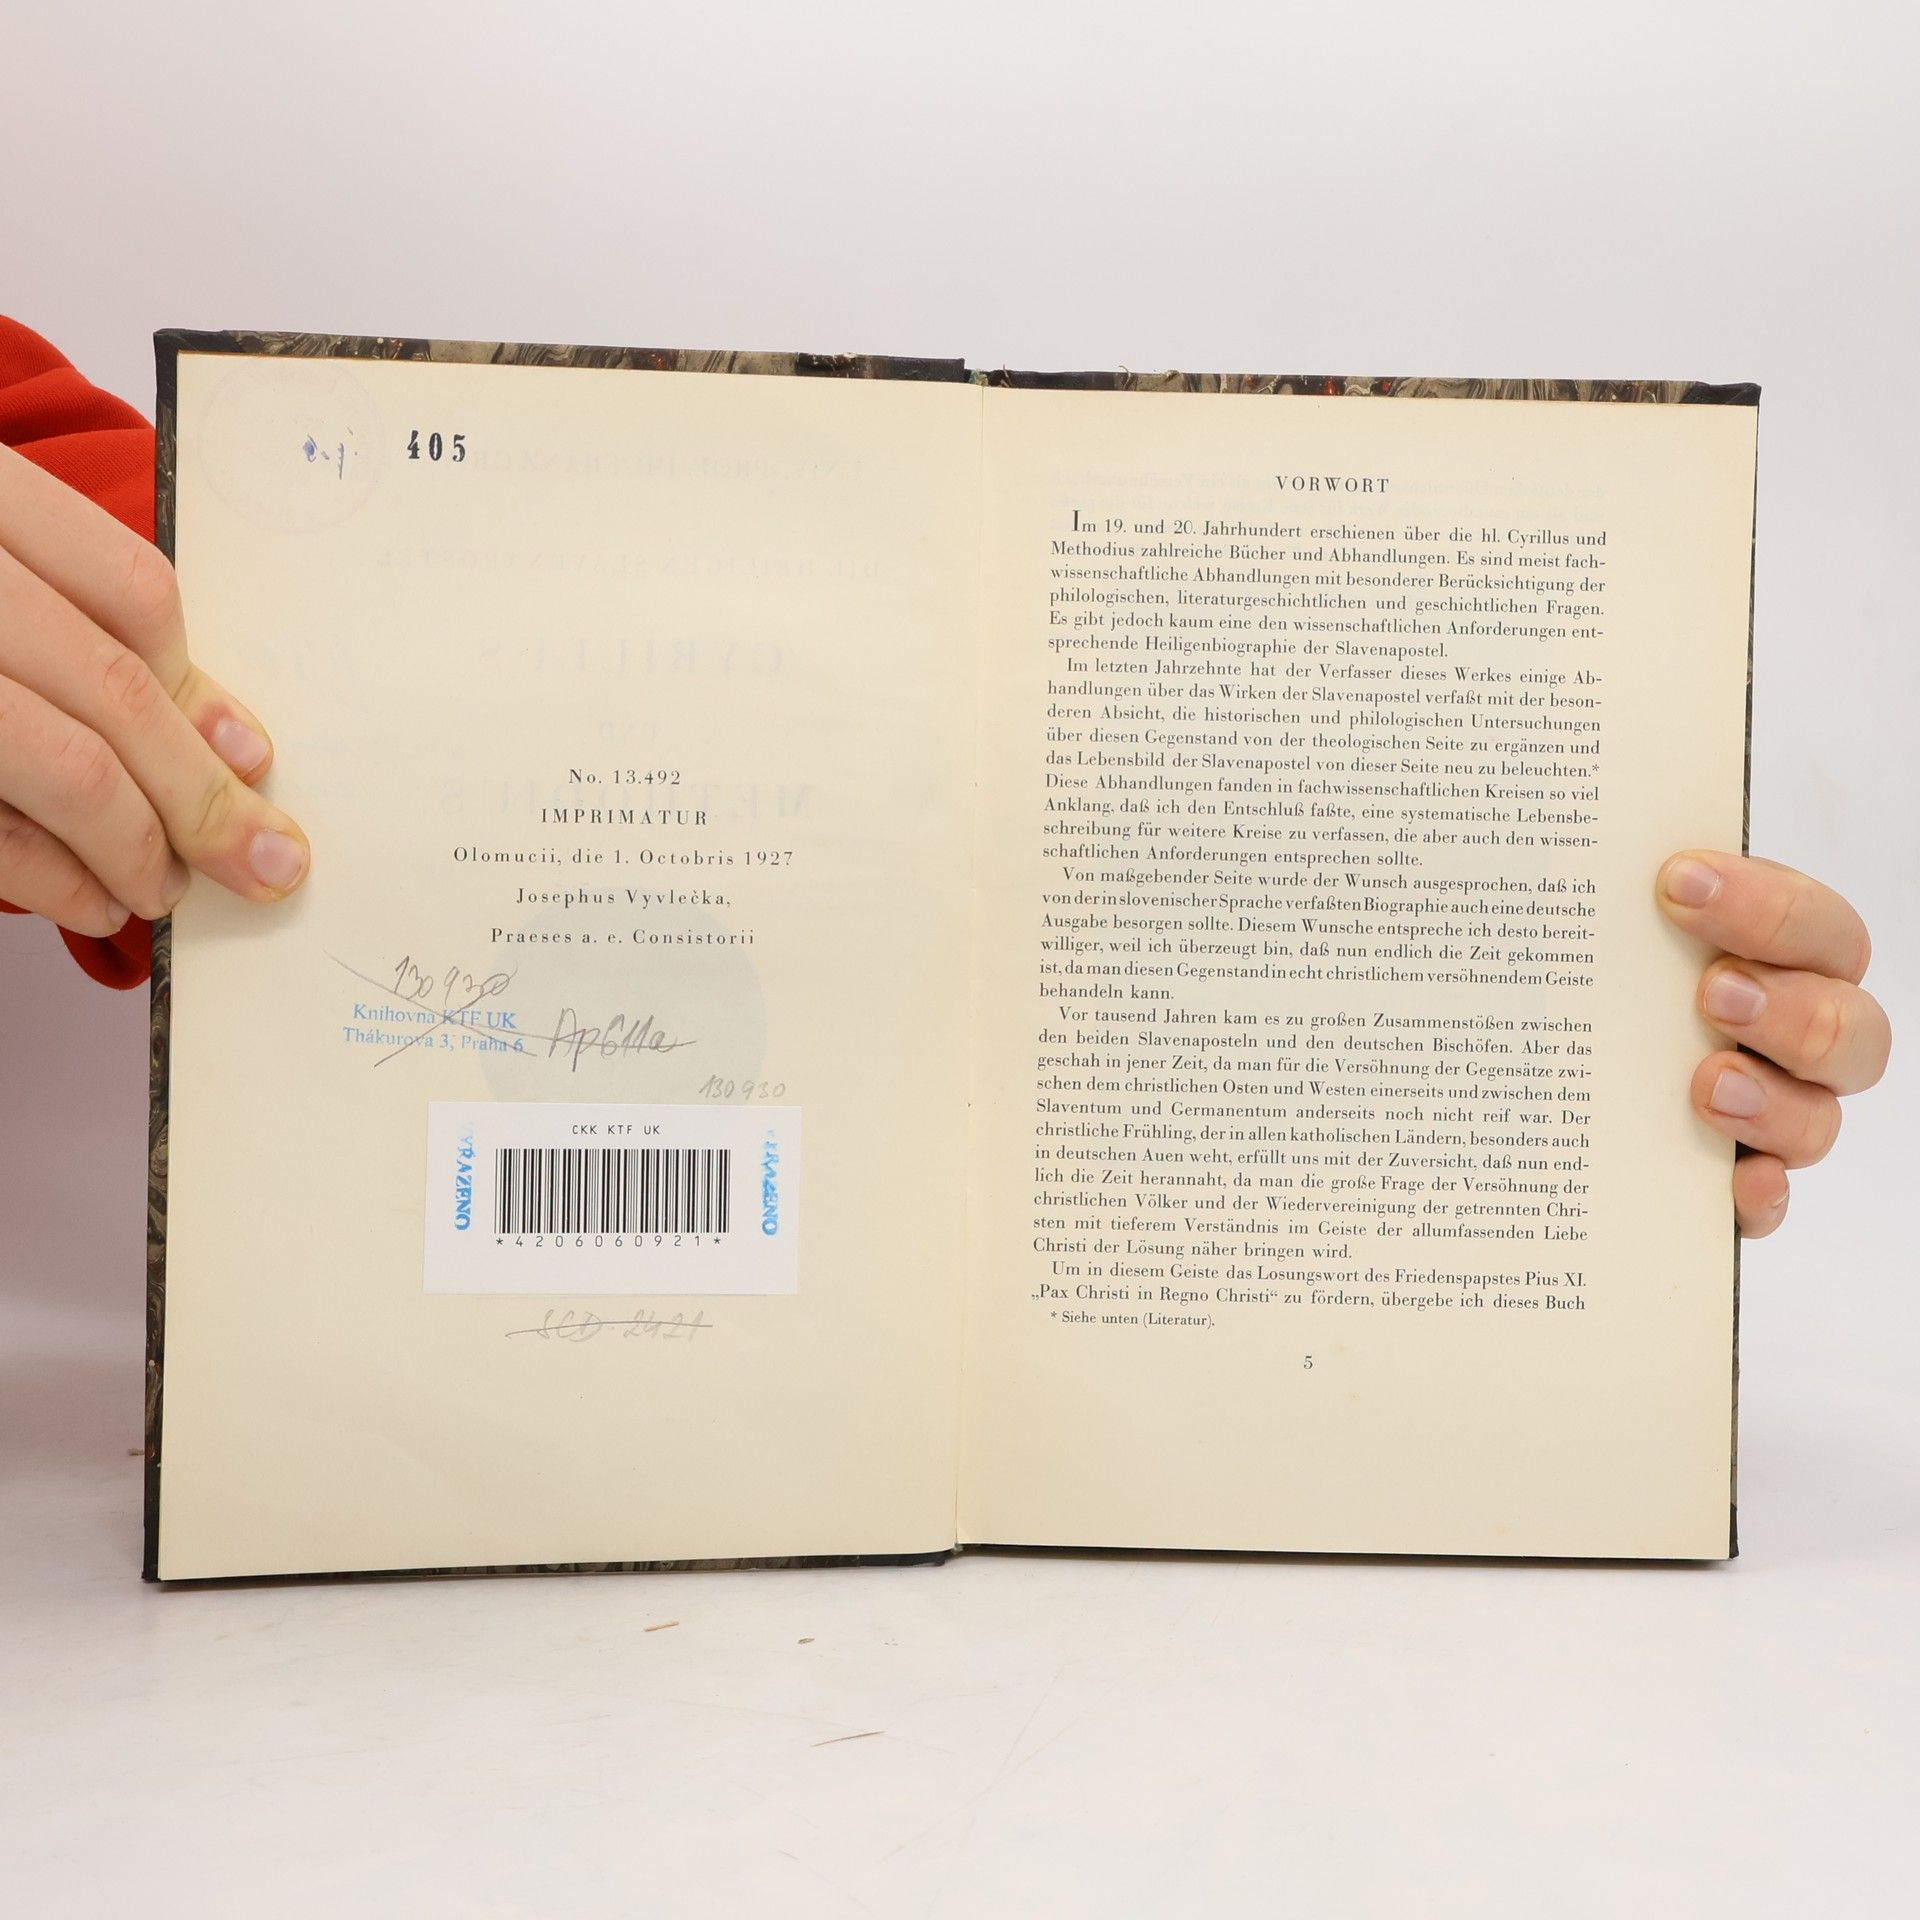 405
No. 13.492
IMPRIMATUR
Olomucii, die 1. Octobris 1927
Josephus Vyvlečka,
Praeses a. e. Consistorii
130930
Knihovna KTF UK
Thákurova 3, Praha 6
130930
CKK KTF UK
VYŘAZENO
*4206060921*
SCD 2421
VORWORT
Im 19. und 20. Jahrhundert erschienen über die hl. Cyrillus und
Methodius zahlreiche Bücher und Abhandlungen. Es sind meist fach-
wissenschaftliche Abhandlungen mit besonderer Berücksichtigung der
philologischen, literaturgeschichtlichen und geschichtlichen Fragen.
Es gibt jedoch kaum eine den wissenschaftlichen Anforderungen ent-
sprechende Heiligenbiographie der Slavenapostel.
Im letzten Jahrzehnte hat der Verfasser dieses Werkes einige Ab-
handlungen über das Wirken der Slavenapostel verfaßt mit der beson-
deren Absicht, die historischen und philologischen Untersuchungen
über diesen Gegenstand von der theologischen Seite zu ergänzen und
das Lebensbild der Slavenapostel von dieser Seite neu zu beleuchten.*
Diese Abhandlungen fanden in fachwissenschaftlichen Kreisen so viel
Anklang, daß ich den Entschluß faßte, eine systematische Lebensbe-
schreibung für weitere Kreise zu verfassen, die aber auch den wissen-
schaftlichen Anforderungen entsprechen sollte.
Von maßgebender Seite wurde der Wunsch ausgesprochen, daß ich
von der in slovenischer Sprache verfaßten Biographie auch eine deutsche
Ausgabe besorgen sollte. Diesem Wunsche entspreche ich desto bereit-
williger, weil ich überzeugt bin, daß nun endlich die Zeit gekommen
ist, da man diesen Gegenstand in echt christlichem versöhnendem Geiste
behandeln kann.
Vor tausend Jahren kam es zu großen Zusammenstößen zwischen
den beiden Slavenaposteln und den deutschen Bischöfen. Aber das
geschah in jener Zeit, da man für die Versöhnung der Gegensätze zwi-
schen dem christlichen Osten und Westen einerseits und zwischen dem
Slaventum und Germanentum anderseits noch nicht reif war. Der
christliche Frühling, der in allen katholischen Ländern, besonders auch
in deutschen Auen weht, erfüllt uns mit der Zuversicht, daß nun end-
lich die Zeit herannaht, da man die große Frage der Versöhnung der
christlichen Völker und der Wiedervereinigung der getrennten Chri-
sten mit tieferem Verständnis im Geiste der allumfassenden Liebe
Christi der Lösung näher bringen wird.
Um in diesem Geiste das Losungswort des Friedenspapstes Pius XI.
„Pax Christi in Regno Christi“ zu fördern, übergebe ich dieses Buch
* Siehe unten (Literatur).
5